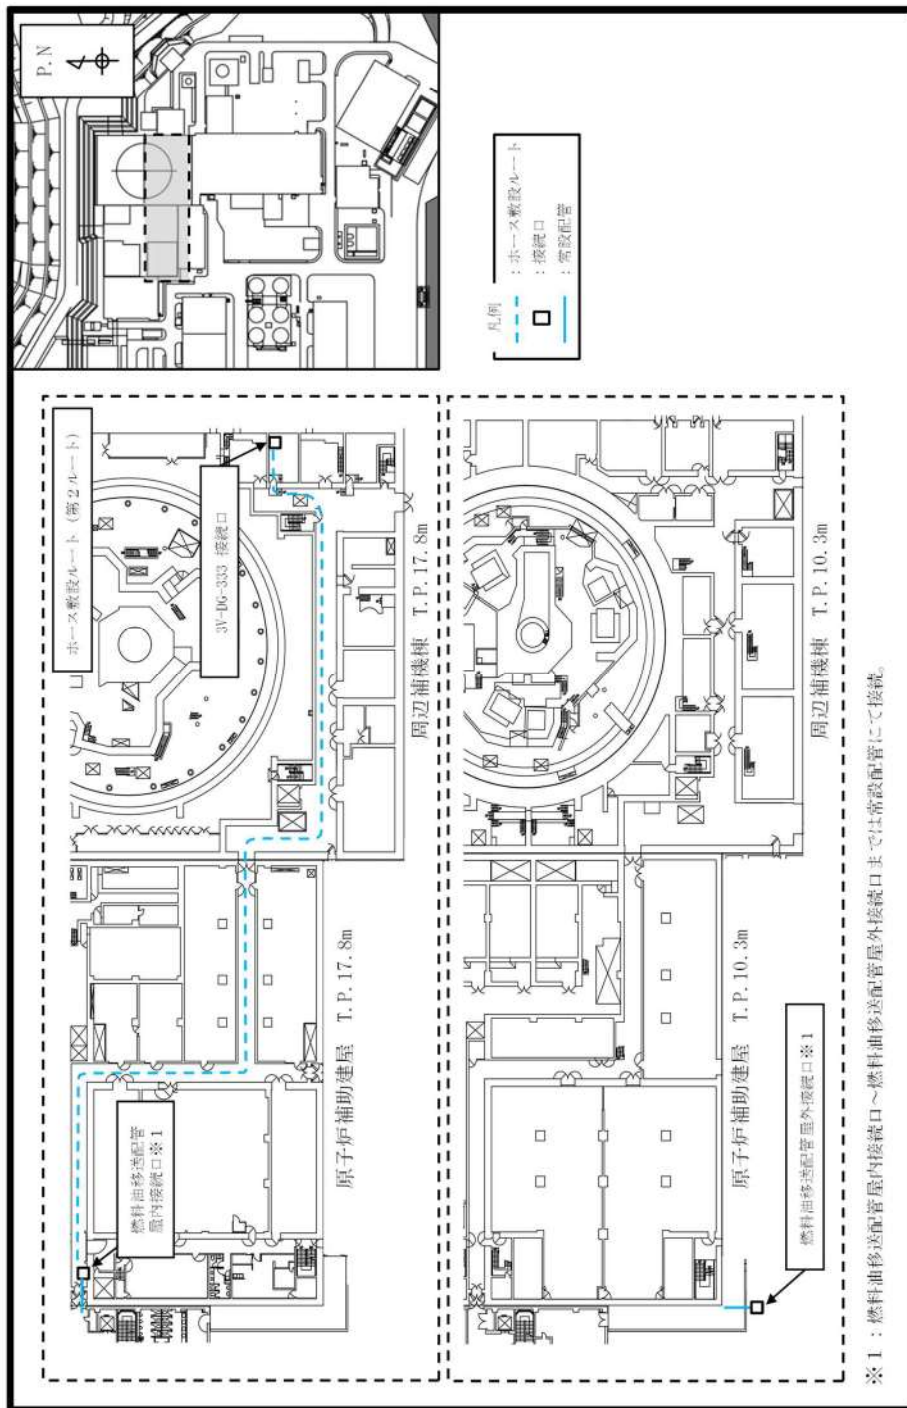 P.N
凡例
：ホース敷設ルート
：接続口
：常設配管
ホース敷設ルート（第2ルート）
3V-DG-333 接続口
燃料油移送配管
屋内接続口※1
原子炉補助建屋　T.P.17.8m
周辺補機棟　T.P.17.8m
燃料油移送配管屋外接続口※1
原子炉補助建屋　T.P.10.3m
周辺補機棟　T.P.10.3m
※1：燃料油移送配管屋内接続口～燃料油移送配管屋外接続口までは常設配管にて接続。